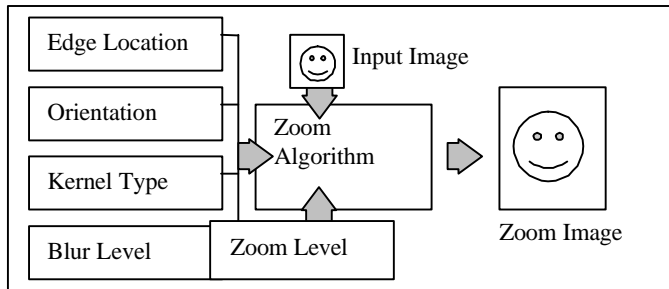 Edge Location
Orientation
Kernel Type
Blur Level
Input Image
Zoom
Algorithm
Zoom Level
Zoom Image